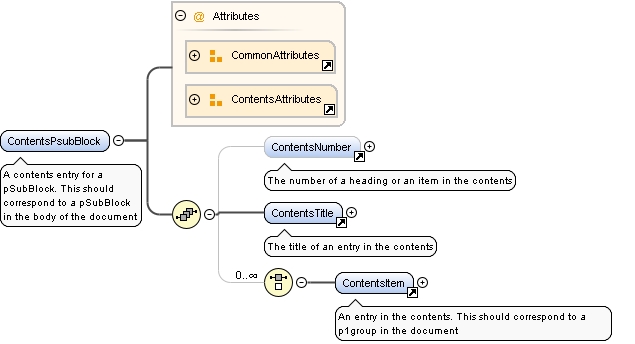 @ Attributes
CommonAttributes
ContentsAttributes
ContentsPsubBlock
A contents entry for a
pSubBlock. This should
correspond to a pSubBlock
in the body of the document
ContentsNumber
The number of a heading or an item in the contents
ContentsTitle
The title of an entry in the contents
0..∞
ContentsItem
An entry in the contents. This should correspond to a
p1group in the document